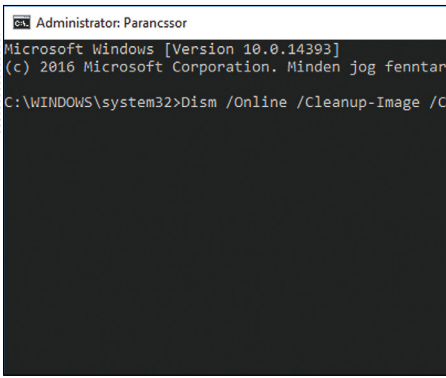 Administrator: Parancssor
Microsoft Windows [Version 10.0.14393]
(c) 2016 Microsoft Corporation. Minden jog fenntar
C:\WINDOWS\system32>Dism /Online /Cleanup-Image /C